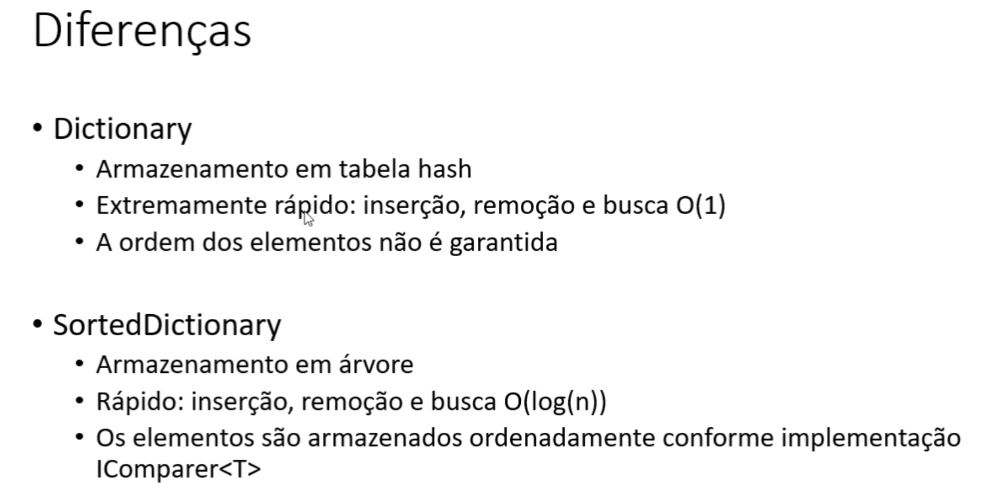 Diferenças
• Dictionary
• Armazenamento em tabela hash
• Extremamente rápido: inserção, remoção e busca O(1)
• A ordem dos elementos não é garantida
• SortedDictionary
• Armazenamento em árvore
• Rápido: inserção, remoção e busca O(log(n))
• Os elementos são armazenados ordenadamente conforme implementação
IComparer<T>